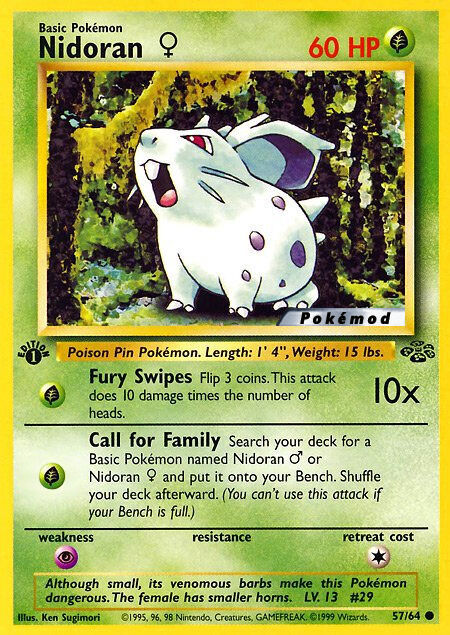 Basic Pokémon
Nidoran ♀ 60 HP
Pokémod
EDITION
1
Poison Pin Pokémon. Length: 1' 4", Weight: 15 lbs.
Fury Swipes Flip 3 coins. This attack
does 10 damage times the number of
heads.
10x
Call for Family Search your deck for a
Basic Pokémon named Nidoran ♂ or
Nidoran ♀ and put it onto your Bench. Shuffle
your deck afterward. (You can't use this attack if
your Bench is full.)
weakness resistance retreat cost
Although small, its venomous barbs make this Pokémon
dangerous. The female has smaller horns. LV. 13 #29
Illus. Ken Sugimori ©1995, 96, 98 Nintendo, Creatures, GAMEFREAK. ©1999 Wizards. 57/64